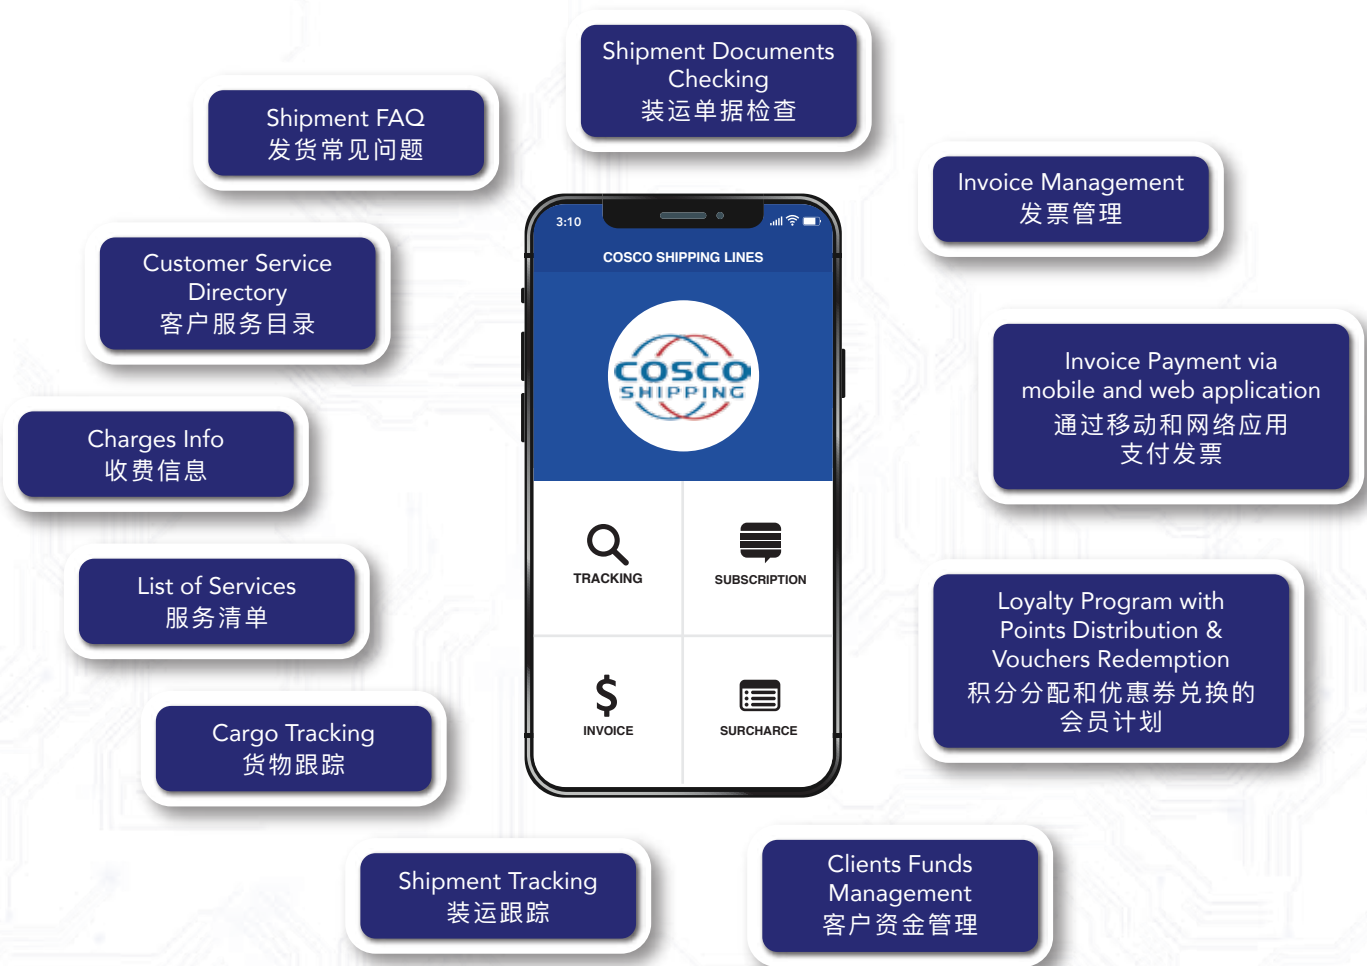 Shipment Documents
Checking
装运单据检查
Shipment FAQ
发货常见问题
Invoice Management
发票管理
Customer Service
Directory
客户服务目录
Invoice Payment via
mobile and web application
通过移动和网络应用
支付发票
Charges Info
收费信息
List of Services
服务清单
Loyalty Program with
Points Distribution &
Vouchers Redemption
积分分配和优惠券兑换的
会员计划
Cargo Tracking
货物跟踪
Shipment Tracking
装运跟踪
Clients Funds
Management
客户资金管理
3:10
COSCO SHIPPING LINES
COSCO
SHIPPING
TRACKING
SUBSCRIPTION
$
INVOICE
SURCHARCE